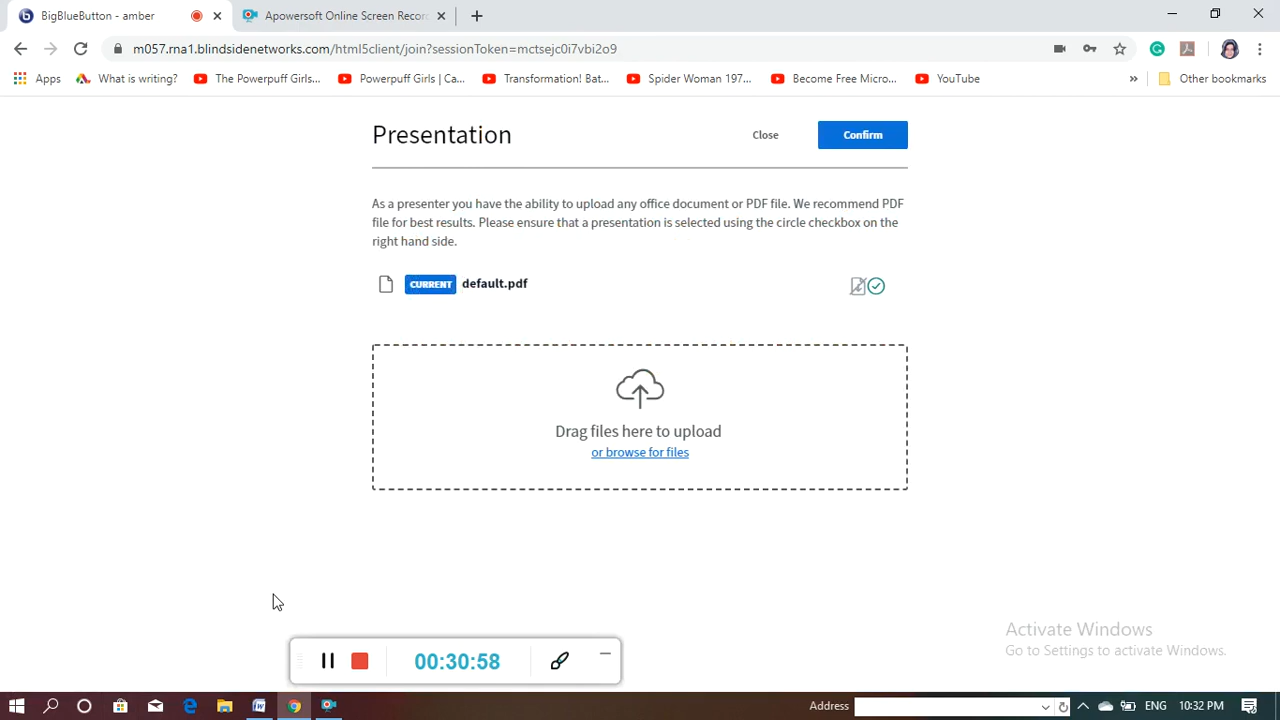 BigBlueButton - amber
Apowersoft Online Screen Recor
m057.rna1.blindsidenetworks.com/html5client/join?sessionToken=mctsejc0i7vbi2o9
Apps
What is writing?
The Powerpuff Girls...
Powerpuff Girls | Ca...
Transformation! Bat...
Spider Woman 197...
Become Free Micro...
YouTube
»
Other bookmarks
Presentation
Close
Confirm
As a presenter you have the ability to upload any office document or PDF file. We recommend PDF
file for best results. Please ensure that a presentation is selected using the circle checkbox on the
right hand side.
CURRENT default.pdf
Drag files here to upload
or browse for files
00:30:58
Activate Windows
Go to Settings to activate Windows.
Address
ENG
10:32 PM